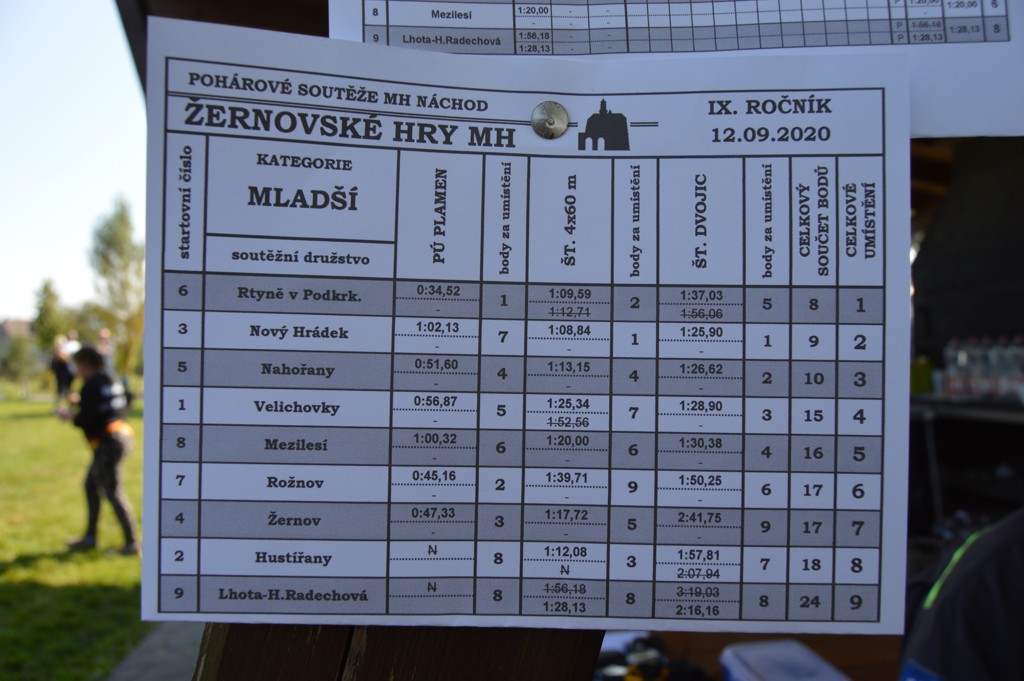 8 Mezilesí 1:20,00 - P 1:20,00 1:20,00 6
9 Lhota-H.Radechová 1:56,18 1:28,13 P 1:56,18 1:28,13 1:28,13 8
POHÁROVÉ SOUTĚŽE MH NÁCHOD
ŽERNOVSKÉ HRY MH
IX. ROČNÍK
12.09.2020
startovní číslo
KATEGORIE
MLADŠÍ
soutěžní družstvo
PÚ PLAMEN
body za umístění
ŠT. 4x60 m
body za umístění
ŠT. DVOJIC
body za umístění
CELKOVÝ SOUČET BODŮ
CELKOVÉ UMÍSTĚNÍ
6 Rtyně v Podkrk. 0:34,52 - 1 1:09,59 1:12,71 2 1:37,03 1:56,06 5 8 1
3 Nový Hrádek 1:02,13 - 7 1:08,84 - 1 1:25,90 - 1 9 2
5 Nahořany 0:51,60 - 4 1:13,15 - 4 1:26,62 - 2 10 3
1 Velichovky 0:56,87 - 5 1:25,34 1:52,56 7 1:28,90 - 3 15 4
8 Mezilesí 1:00,32 - 6 1:20,00 - 6 1:30,38 - 4 16 5
7 Rožnov 0:45,16 - 2 1:39,71 - 9 1:50,25 - 6 17 6
4 Žernov 0:47,33 - 3 1:17,72 - 5 2:41,75 - 9 17 7
2 Hustířany N 8 1:12,08 N 3 1:57,81 2:07,94 7 18 8
9 Lhota-H.Radechová N 8 1:56,18 1:28,13 8 3:19,03 2:16,16 8 24 9